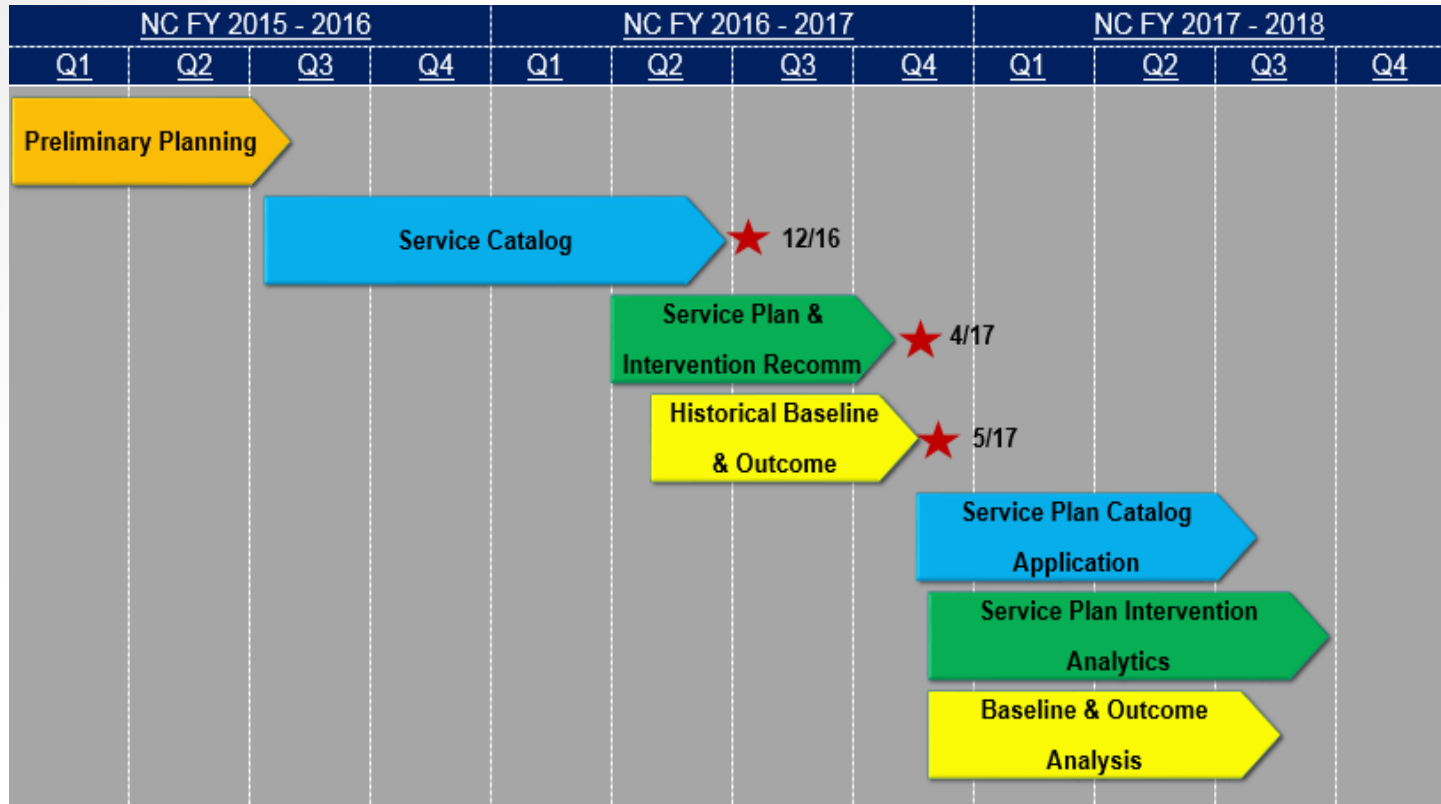 NC FY 2015 - 2016 NC FY 2016 - 2017 NC FY 2017 - 2018
Q1 Q2 Q3 Q4 Q1 Q2 Q3 Q4 Q1 Q2 Q3 Q4
Preliminary Planning
Service Catalog
12/16
Service Plan &
Intervention Recomm
4/17
Historical Baseline
& Outcome
5/17
Service Plan Catalog
Application
Service Plan Intervention
Analytics
Baseline & Outcome
Analysis